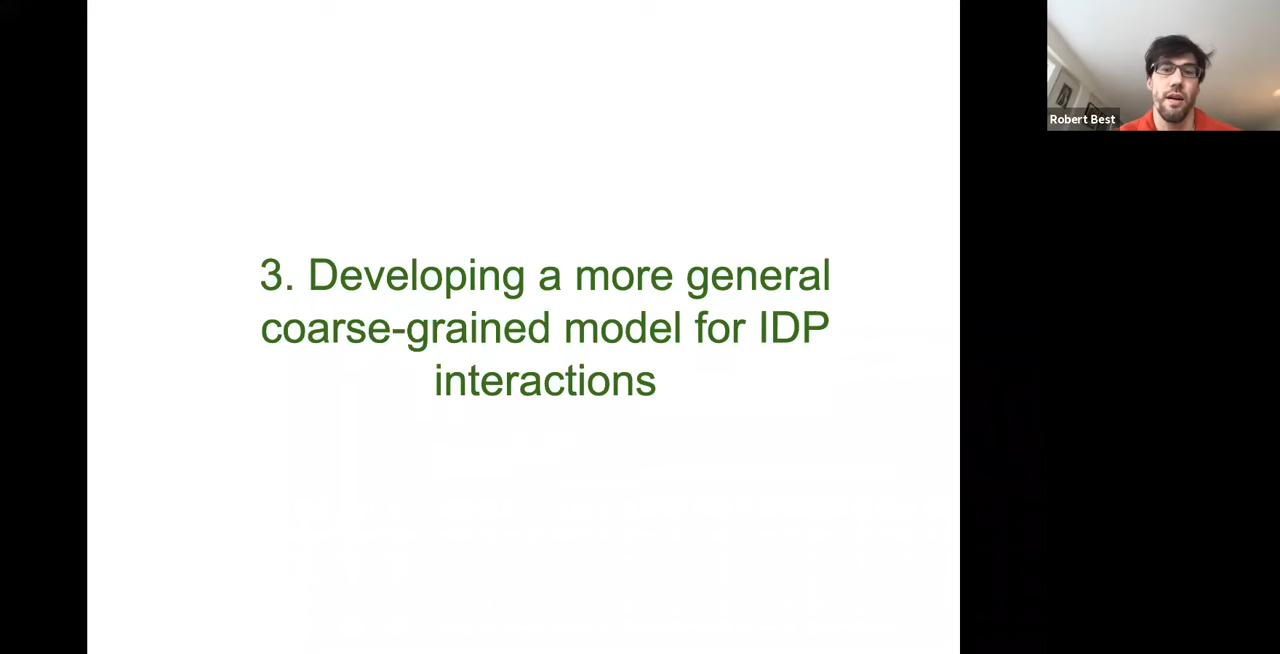 3. Developing a more general
coarse-grained model for IDP
interactions
Robert Best